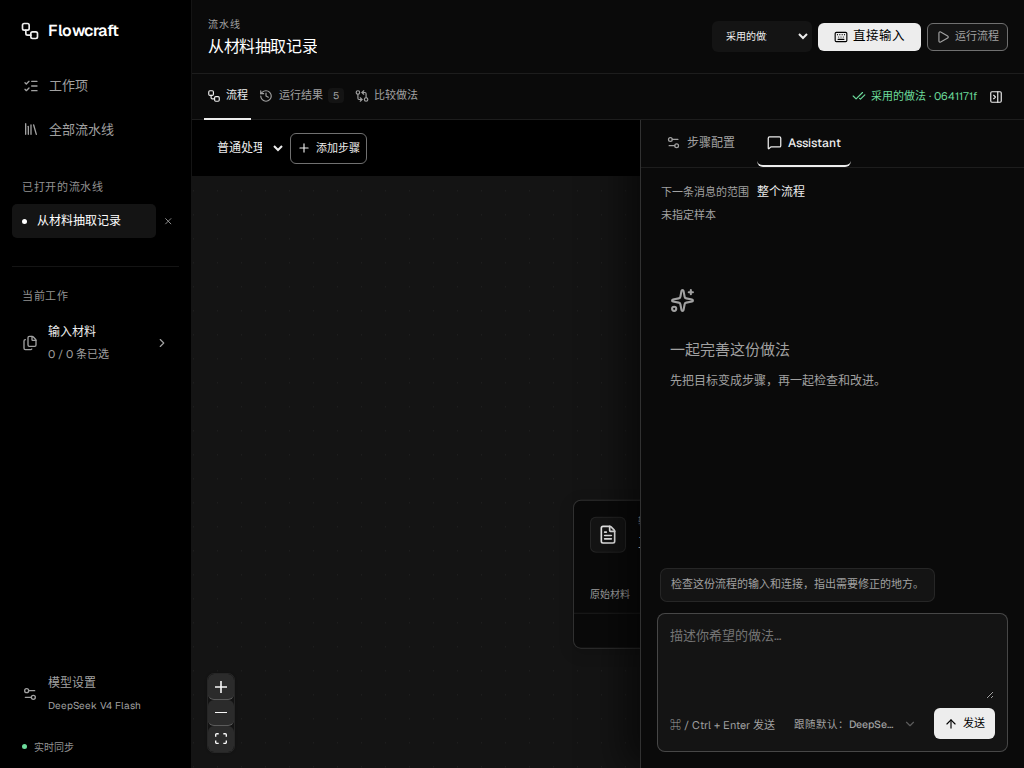 Flowcraft
工作项
全部流水线
已打开的流水线
从材料抽取记录
当前工作
输入材料
0 / 0 条已选
模型设置
DeepSeek V4 Flash
实时同步
流水线
从材料抽取记录
采用的做
直接输入
运行流程
流程
运行结果 5
比较做法
采用的做法 · 0641171f
普通处理
添加步骤
原始材料
步骤配置
Assistant
下一条消息的范围 整个流程
未指定样本
一起完善这份做法
先把目标变成步骤，再一起检查和改进。
检查这份流程的输入和连接，指出需要修正的地方。
描述你希望的做法…
⌘ / Ctrl + Enter 发送
跟随默认：DeepSe…
发送